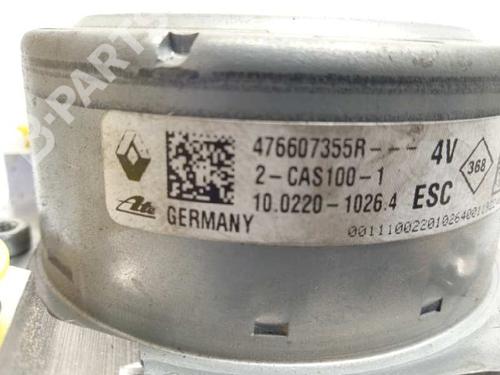 B-PARTS
476607355R--- 4V
368
2-CAS100-1
10.0220-1026.4 ESC
Ate GERMANY